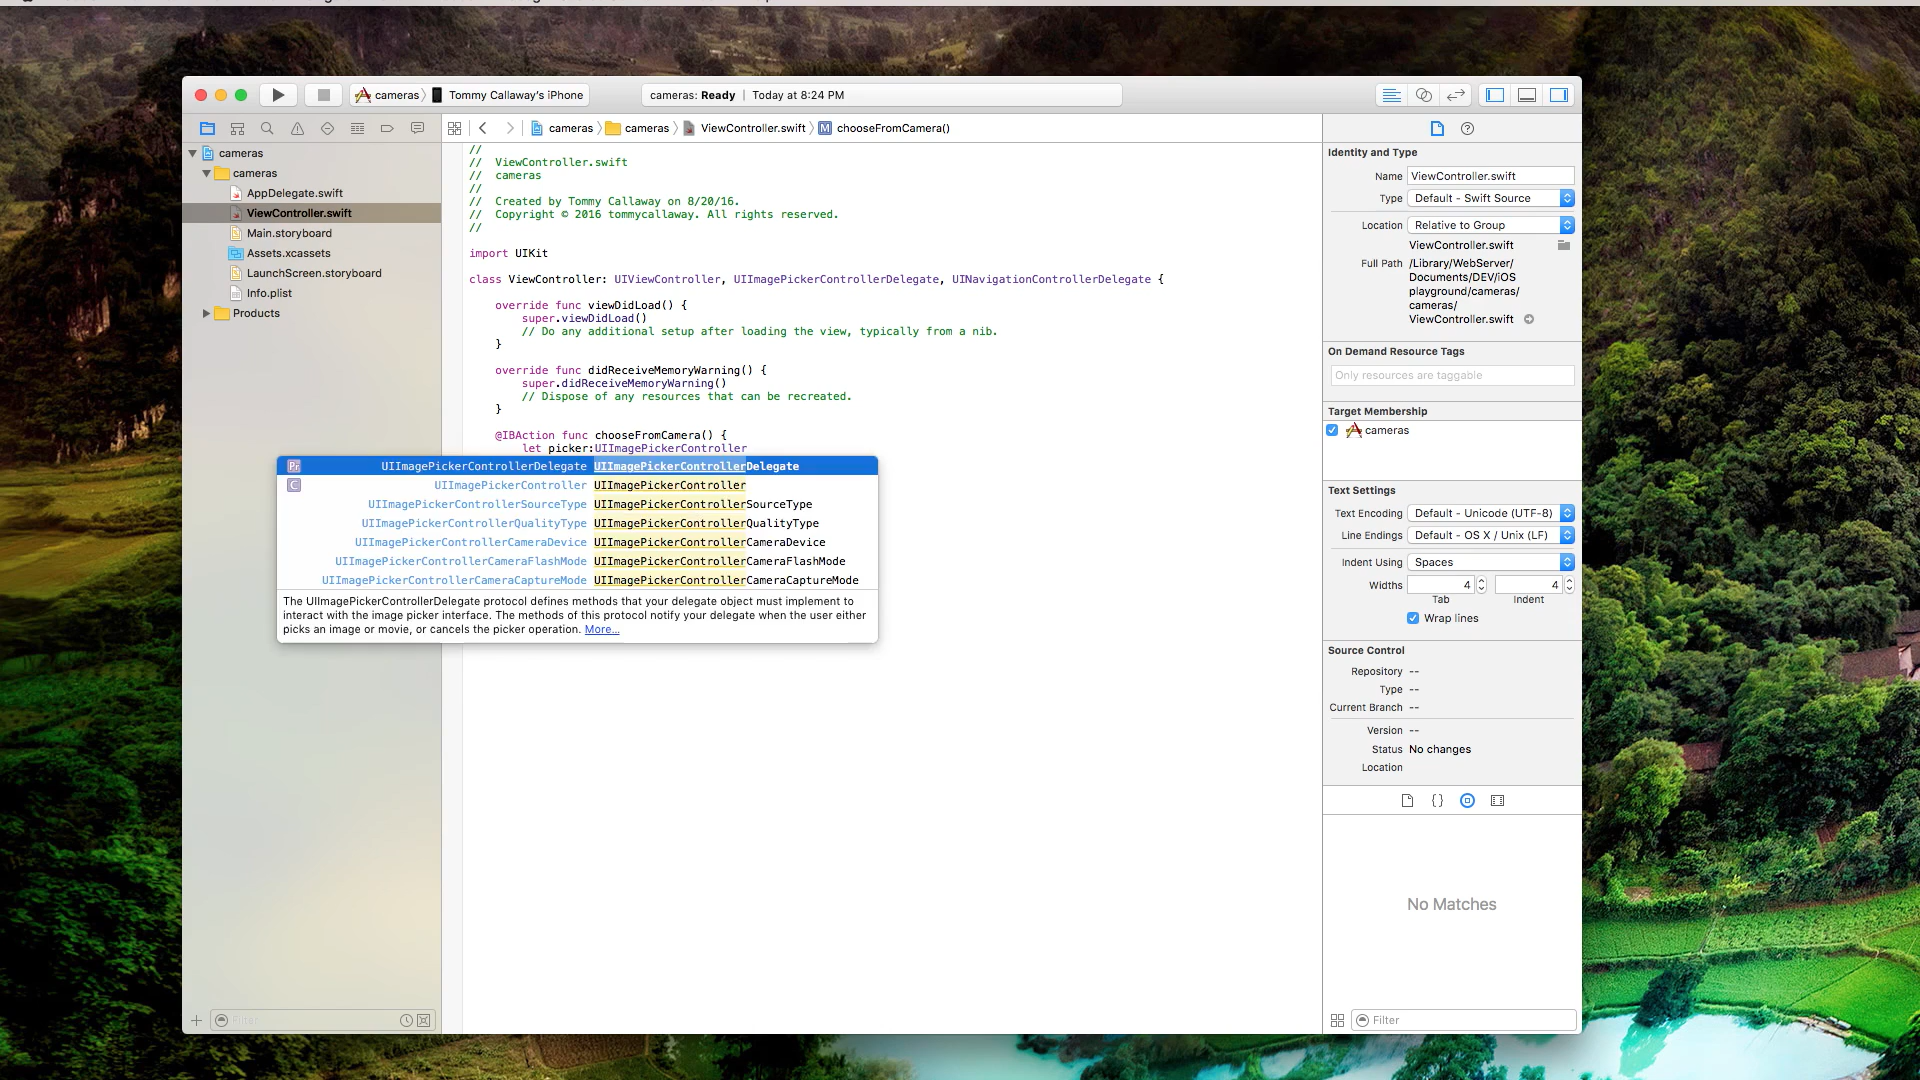 cameras
Tommy Callaway's iPhone
cameras: Ready | Today at 8:24 PM
cameras
cameras
ViewController.swift
chooseFromCamera()
cameras
cameras
AppDelegate.swift
ViewController.swift
Main.storyboard
Assets.xcassets
LaunchScreen.storyboard
Info.plist
Products
Filter
//
//  ViewController.swift
//  cameras
//
//  Created by Tommy Callaway on 8/20/16.
//  Copyright © 2016 tommycallaway. All rights reserved.
//
import UIKit
class ViewController: UIViewController, UIImagePickerControllerDelegate, UINavigationControllerDelegate {
override func viewDidLoad() {
super.viewDidLoad()
// Do any additional setup after loading the view, typically from a nib.
}
override func didReceiveMemoryWarning() {
super.didReceiveMemoryWarning()
// Dispose of any resources that can be recreated.
}
@IBAction func chooseFromCamera() {
let picker:UIImagePickerController
Pr UIImagePickerControllerDelegate UIImagePickerControllerDelegate
C UIImagePickerController UIImagePickerController
UIImagePickerControllerSourceType UIImagePickerControllerSourceType
UIImagePickerControllerQualityType UIImagePickerControllerQualityType
UIImagePickerControllerCameraDevice UIImagePickerControllerCameraDevice
UIImagePickerControllerCameraFlashMode UIImagePickerControllerCameraFlashMode
UIImagePickerControllerCameraCaptureMode UIImagePickerControllerCameraCaptureMode
The UIImagePickerControllerDelegate protocol defines methods that your delegate object must implement to
interact with the image picker interface. The methods of this protocol notify your delegate when the user either
picks an image or movie, or cancels the picker operation. More...
Identity and Type
Name ViewController.swift
Type Default - Swift Source
Location Relative to Group
ViewController.swift
Full Path /Library/WebServer/
Documents/DEV/iOS
playground/cameras/
cameras/
ViewController.swift
On Demand Resource Tags
Only resources are taggable
Target Membership
cameras
Text Settings
Text Encoding Default - Unicode (UTF-8)
Line Endings Default - OS X / Unix (LF)
Indent Using Spaces
Widths 4 4
Tab Indent
Wrap lines
Source Control
Repository --
Type --
Current Branch --
Version --
Status No changes
Location
No Matches
Filter